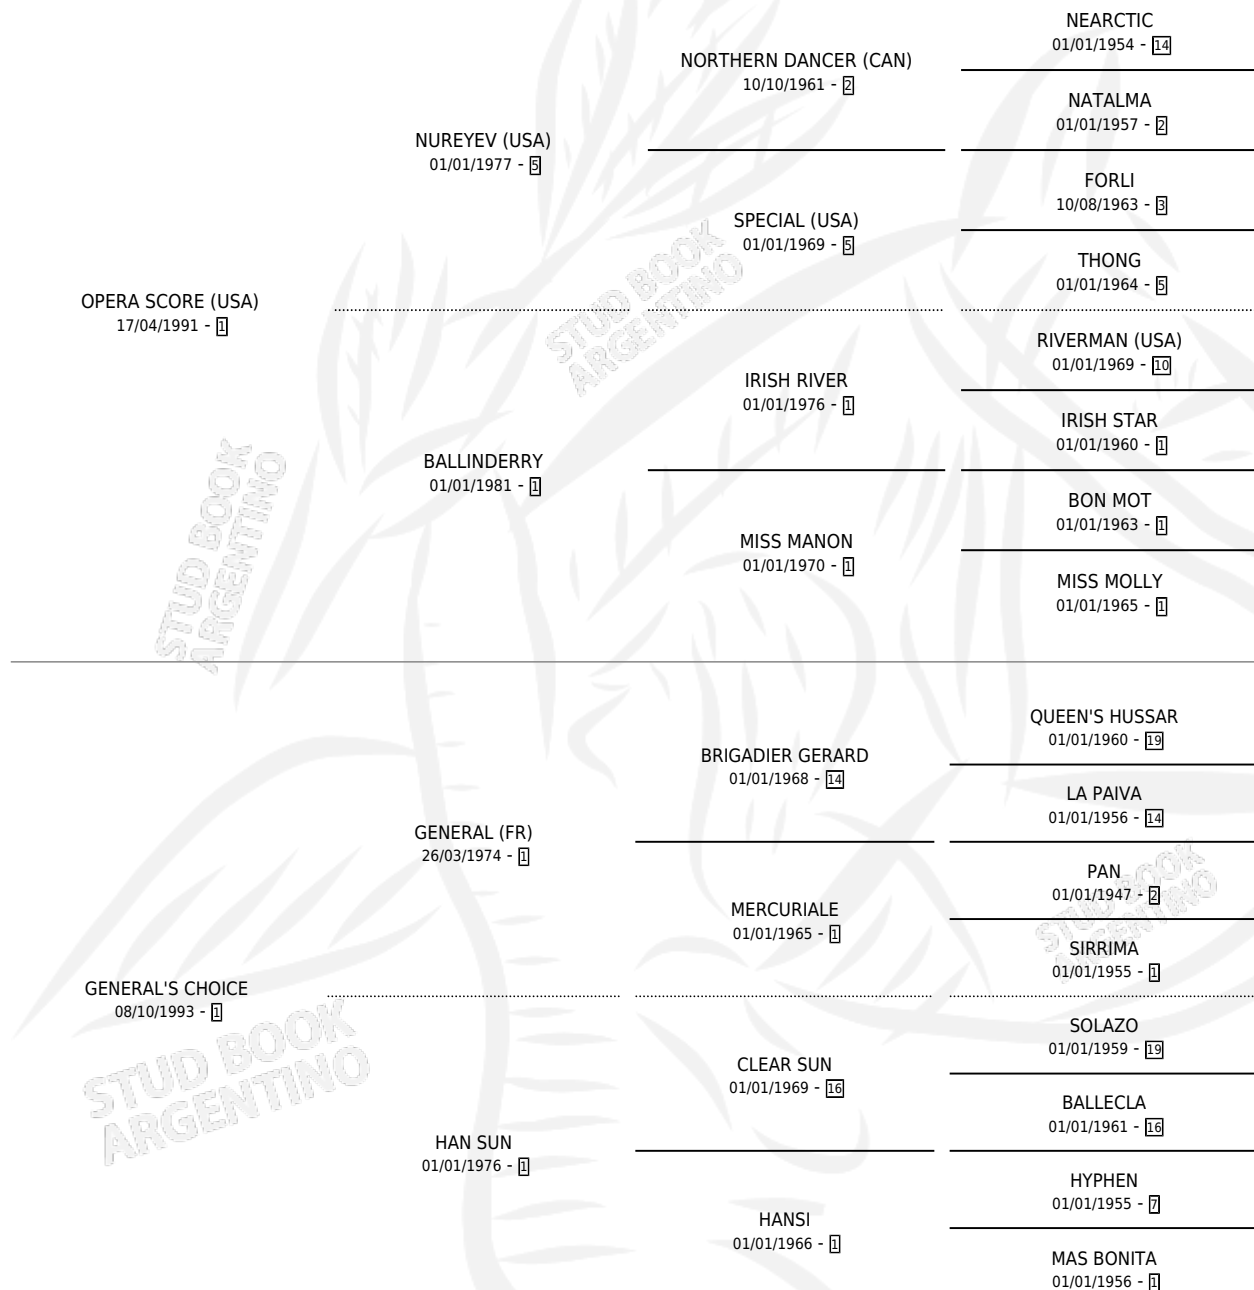 NEARCTIC
01/01/1954 - 14
NORTHERN DANCER (CAN)
10/10/1961 - 2
NATALMA
01/01/1957 - 2
NUREYEV (USA)
01/01/1977 - 5
FORLI
10/08/1963 - 3
SPECIAL (USA)
01/01/1969 - 5
THONG
01/01/1964 - 5
OPERA SCORE (USA)
17/04/1991 - 1
RIVERMAN (USA)
01/01/1969 - 10
IRISH RIVER
01/01/1976 - 1
IRISH STAR
01/01/1960 - 1
BALLINDERRY
01/01/1981 - 1
BON MOT
01/01/1963 - 1
MISS MANON
01/01/1970 - 1
MISS MOLLY
01/01/1965 - 1
QUEEN'S HUSSAR
01/01/1960 - 19
BRIGADIER GERARD
01/01/1968 - 14
LA PAIVA
01/01/1956 - 14
GENERAL (FR)
26/03/1974 - 1
PAN
01/01/1947 - 2
MERCURIALE
01/01/1965 - 1
SIRRIMA
01/01/1955 - 1
GENERAL'S CHOICE
08/10/1993 - 1
SOLAZO
01/01/1959 - 19
CLEAR SUN
01/01/1969 - 16
BALLECLA
01/01/1961 - 16
HAN SUN
01/01/1976 - 1
HYPHEN
01/01/1955 - 7
HANSI
01/01/1966 - 1
MAS BONITA
01/01/1956 - 1
STUD BOOK
ARGENTINO
STUD BOOK
ARGENTINO
STUD BOOK
ARGENTINO
STUD BOOK
ARGENTINO